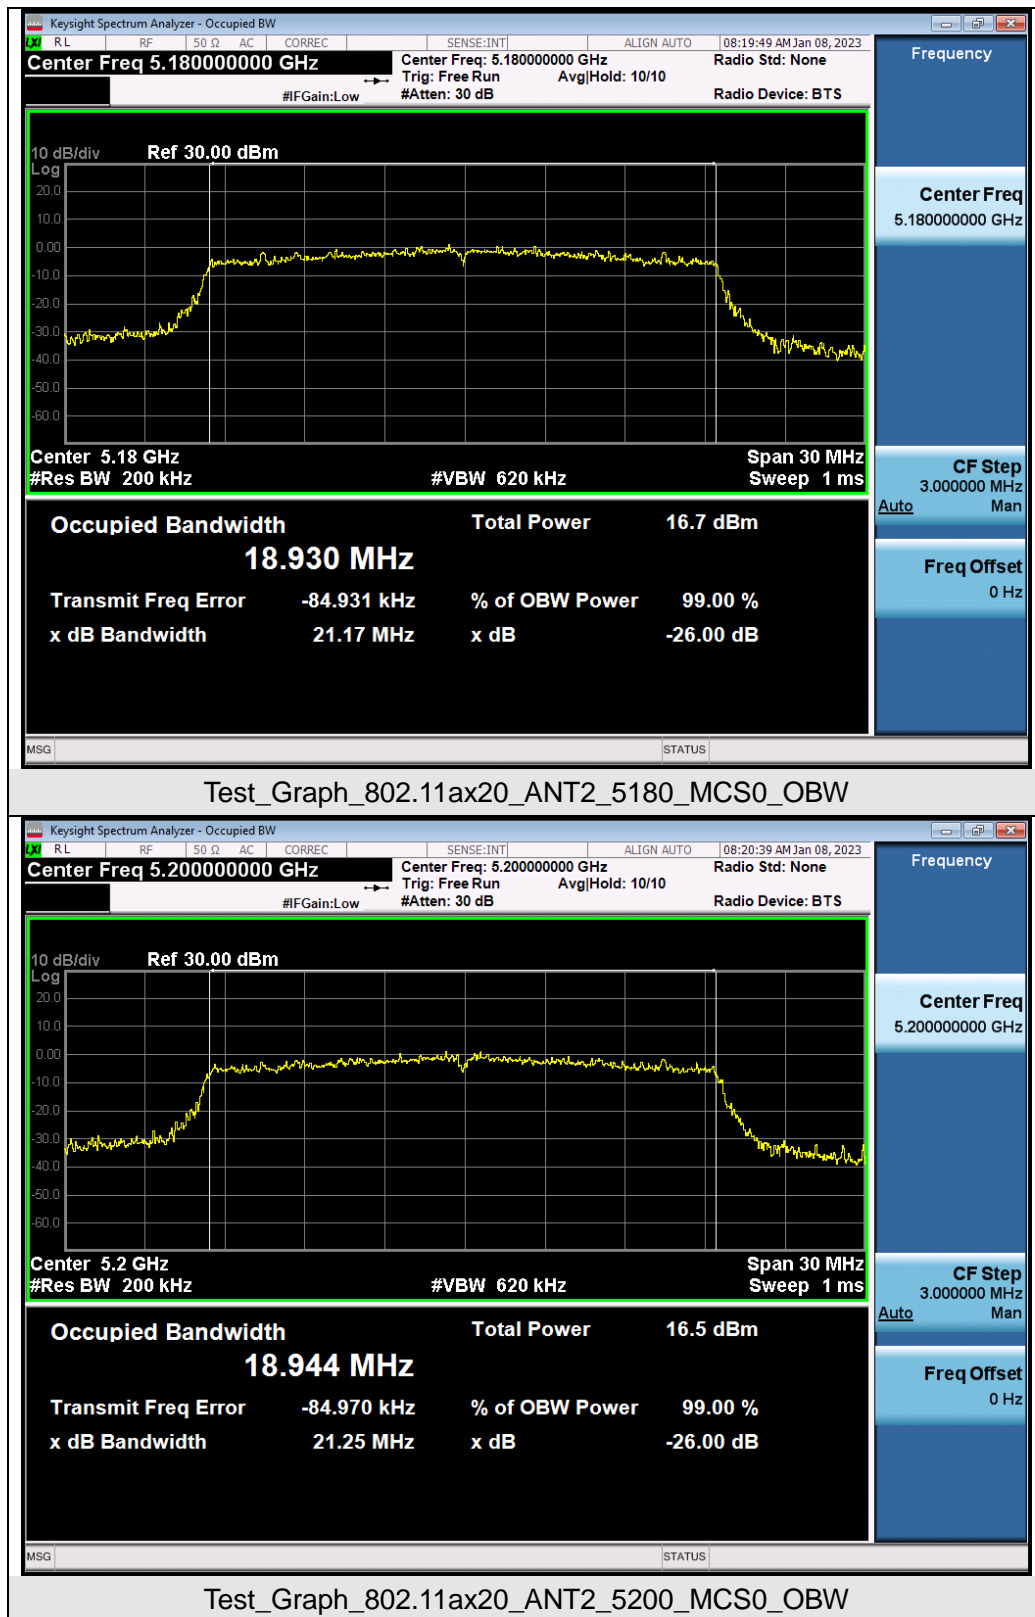 Keysight Spectrum Analyzer - Occupied BW
LXI RL RF 50 Ω AC CORREC SENSE:INT ALIGN AUTO 08:19:49 AM Jan 08, 2023
Center Freq 5.180000000 GHz
Center Freq: 5.180000000 GHz
Radio Std: None
Trig: Free Run Avg|Hold: 10/10
#IFGain:Low
#Atten: 30 dB
Radio Device: BTS
Frequency
10 dB/div Ref 30.00 dBm
Log
20.0
10.0
0.00
-10.0
-20.0
-30.0
-40.0
-50.0
-60.0
Center 5.18 GHz Span 30 MHz
#Res BW 200 kHz #VBW 620 kHz Sweep 1 ms
Center Freq
5.180000000 GHz
CF Step
3.000000 MHz
Auto Man
Freq Offset
0 Hz
Occupied Bandwidth Total Power 16.7 dBm
18.930 MHz
Transmit Freq Error -84.931 kHz % of OBW Power 99.00 %
x dB Bandwidth 21.17 MHz x dB -26.00 dB
MSG STATUS
Test_Graph_802.11ax20_ANT2_5180_MCS0_OBW
Keysight Spectrum Analyzer - Occupied BW
LXI RL RF 50 Ω AC CORREC SENSE:INT ALIGN AUTO 08:20:39 AM Jan 08, 2023
Center Freq 5.200000000 GHz
Center Freq: 5.200000000 GHz
Radio Std: None
Trig: Free Run Avg|Hold: 10/10
#IFGain:Low
#Atten: 30 dB
Radio Device: BTS
Frequency
10 dB/div Ref 30.00 dBm
Log
20.0
10.0
0.00
-10.0
-20.0
-30.0
-40.0
-50.0
-60.0
Center 5.2 GHz Span 30 MHz
#Res BW 200 kHz #VBW 620 kHz Sweep 1 ms
Center Freq
5.200000000 GHz
CF Step
3.000000 MHz
Auto Man
Freq Offset
0 Hz
Occupied Bandwidth Total Power 16.5 dBm
18.944 MHz
Transmit Freq Error -84.970 kHz % of OBW Power 99.00 %
x dB Bandwidth 21.25 MHz x dB -26.00 dB
MSG STATUS
Test_Graph_802.11ax20_ANT2_5200_MCS0_OBW